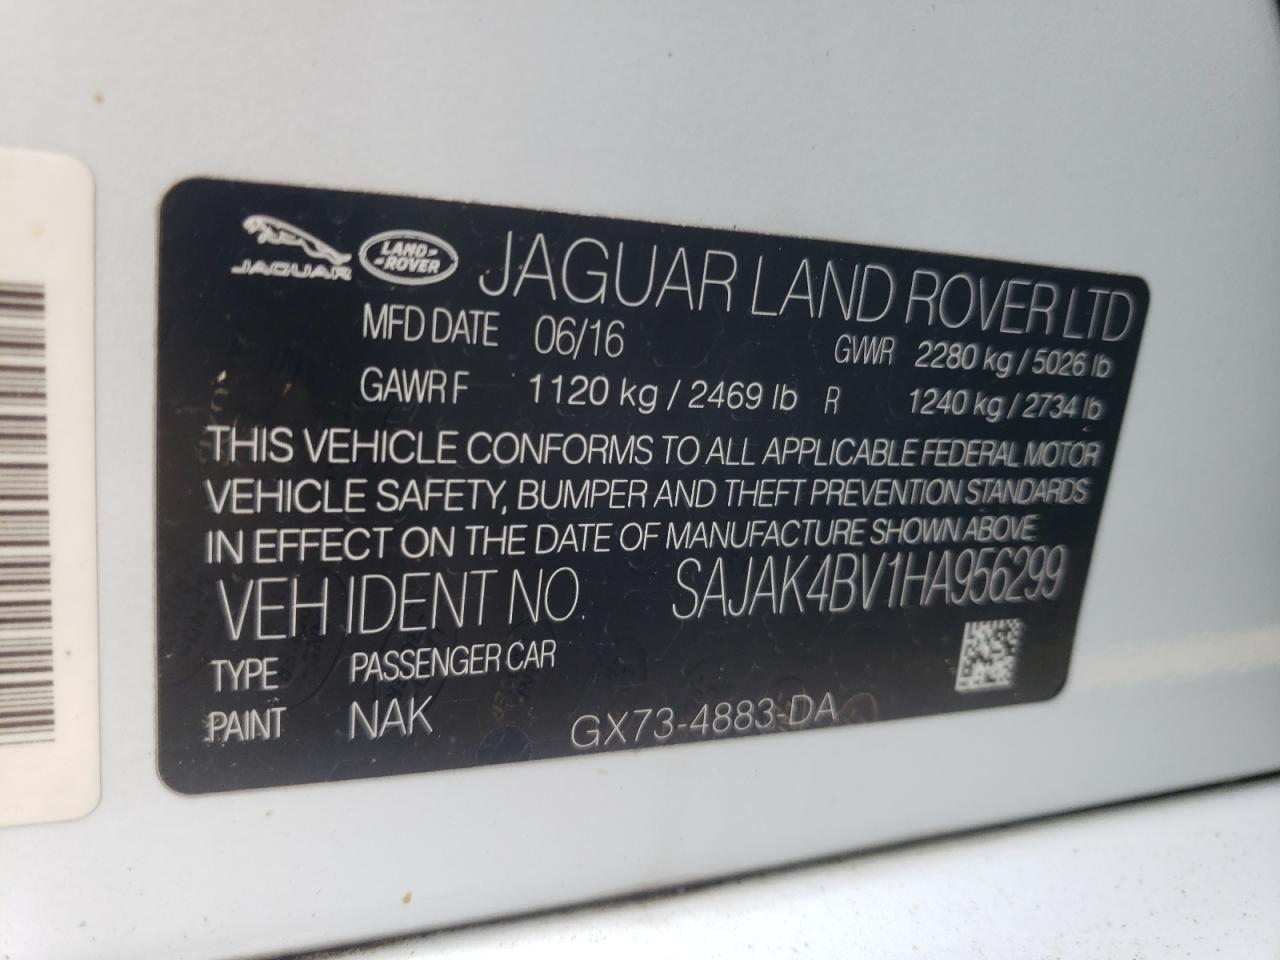 JAGUAR LAND-ROVER JAGUAR LAND ROVER LTD
MFD DATE 06/16 GVWR 2280 kg / 5026 lb
GAWR F 1120 kg / 2469 lb R 1240 kg / 2734 lb
THIS VEHICLE CONFORMS TO ALL APPLICABLE FEDERAL MOTOR
VEHICLE SAFETY, BUMPER AND THEFT PREVENTION STANDARDS
IN EFFECT ON THE DATE OF MANUFACTURE SHOWN ABOVE
VEH IDENT NO SAJAK4BV1HA956299
TYPE PASSENGER CAR
PAINT NAK GX73-4883-DA